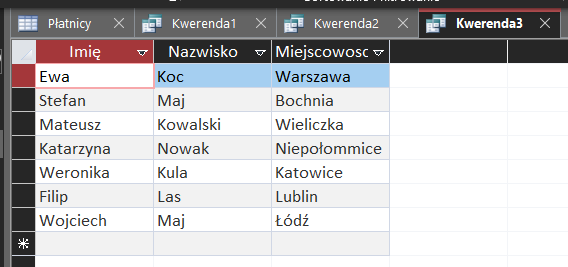 Płatnicy Kwerenda1 Kwerenda2 Kwerenda3
Imię Nazwisko Miejscowosc
Ewa Koc Warszawa
Stefan Maj Bochnia
Mateusz Kowalski Wieliczka
Katarzyna Nowak Niepołommice
Weronika Kula Katowice
Filip Las Lublin
Wojciech Maj Łódź